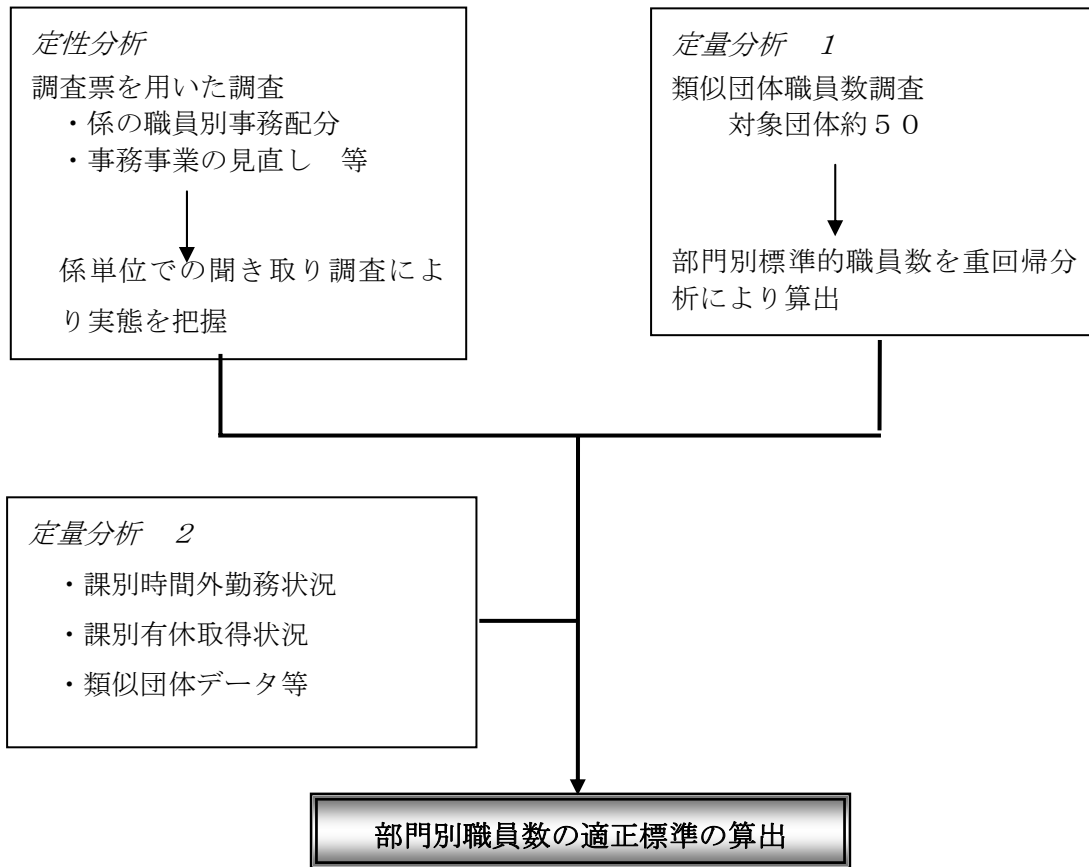 定性分析
調査票を用いた調査
・係の職員別事務配分
・事務事業の見直し　等
係単位での聞き取り調査によ
り実態を把握
定量分析　1
類似団体職員数調査
対象団体約５０
部門別標準的職員数を重回帰分
析により算出
定量分析　2
・課別時間外勤務状況
・課別有休取得状況
・類似団体データ等
部門別職員数の適正標準の算出